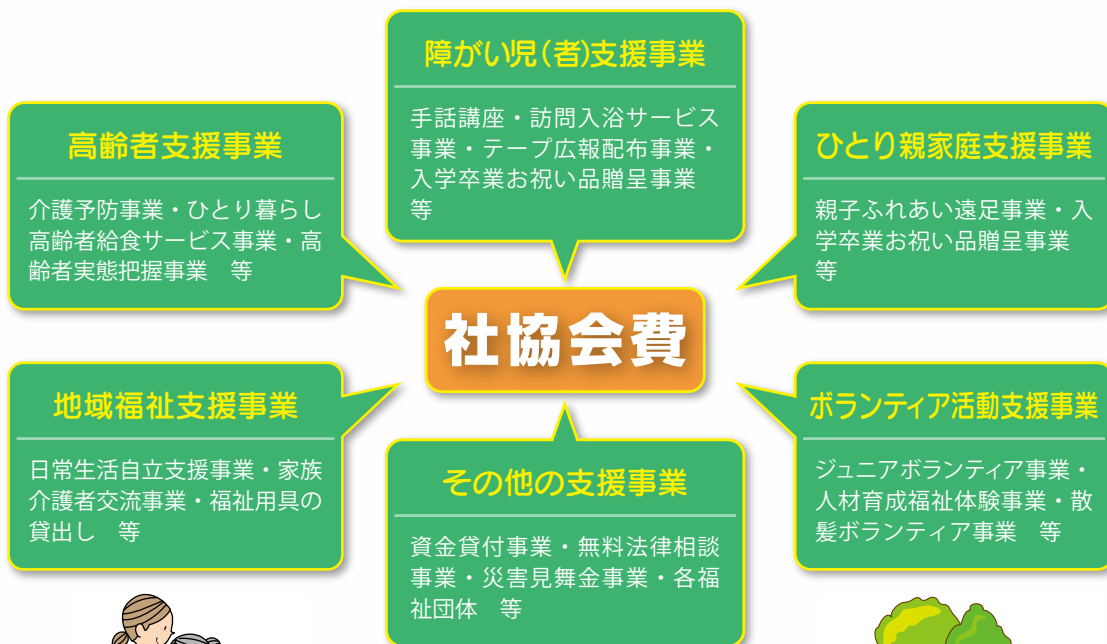 障がい児(者)支援事業
手話講座・訪問入浴サービス
事業・テープ広報配布事業・
入学卒業お祝い品贈呈事業
等
高齢者支援事業
介護予防事業・ひとり暮らし
高齢者給食サービス事業・高
齢者実態把握事業　等
ひとり親家庭支援事業
親子ふれあい遠足事業・入
学卒業お祝い品贈呈事業
等
社協会費
地域福祉支援事業
日常生活自立支援事業・家族
介護者交流事業・福祉用具の
貸出し　等
その他の支援事業
資金貸付事業・無料法律相談
事業・災害見舞金事業・各福
祉団体　等
ボランティア活動支援事業
ジュニアボランティア事業・
人材育成福祉体験事業・散
髪ボランティア事業　等